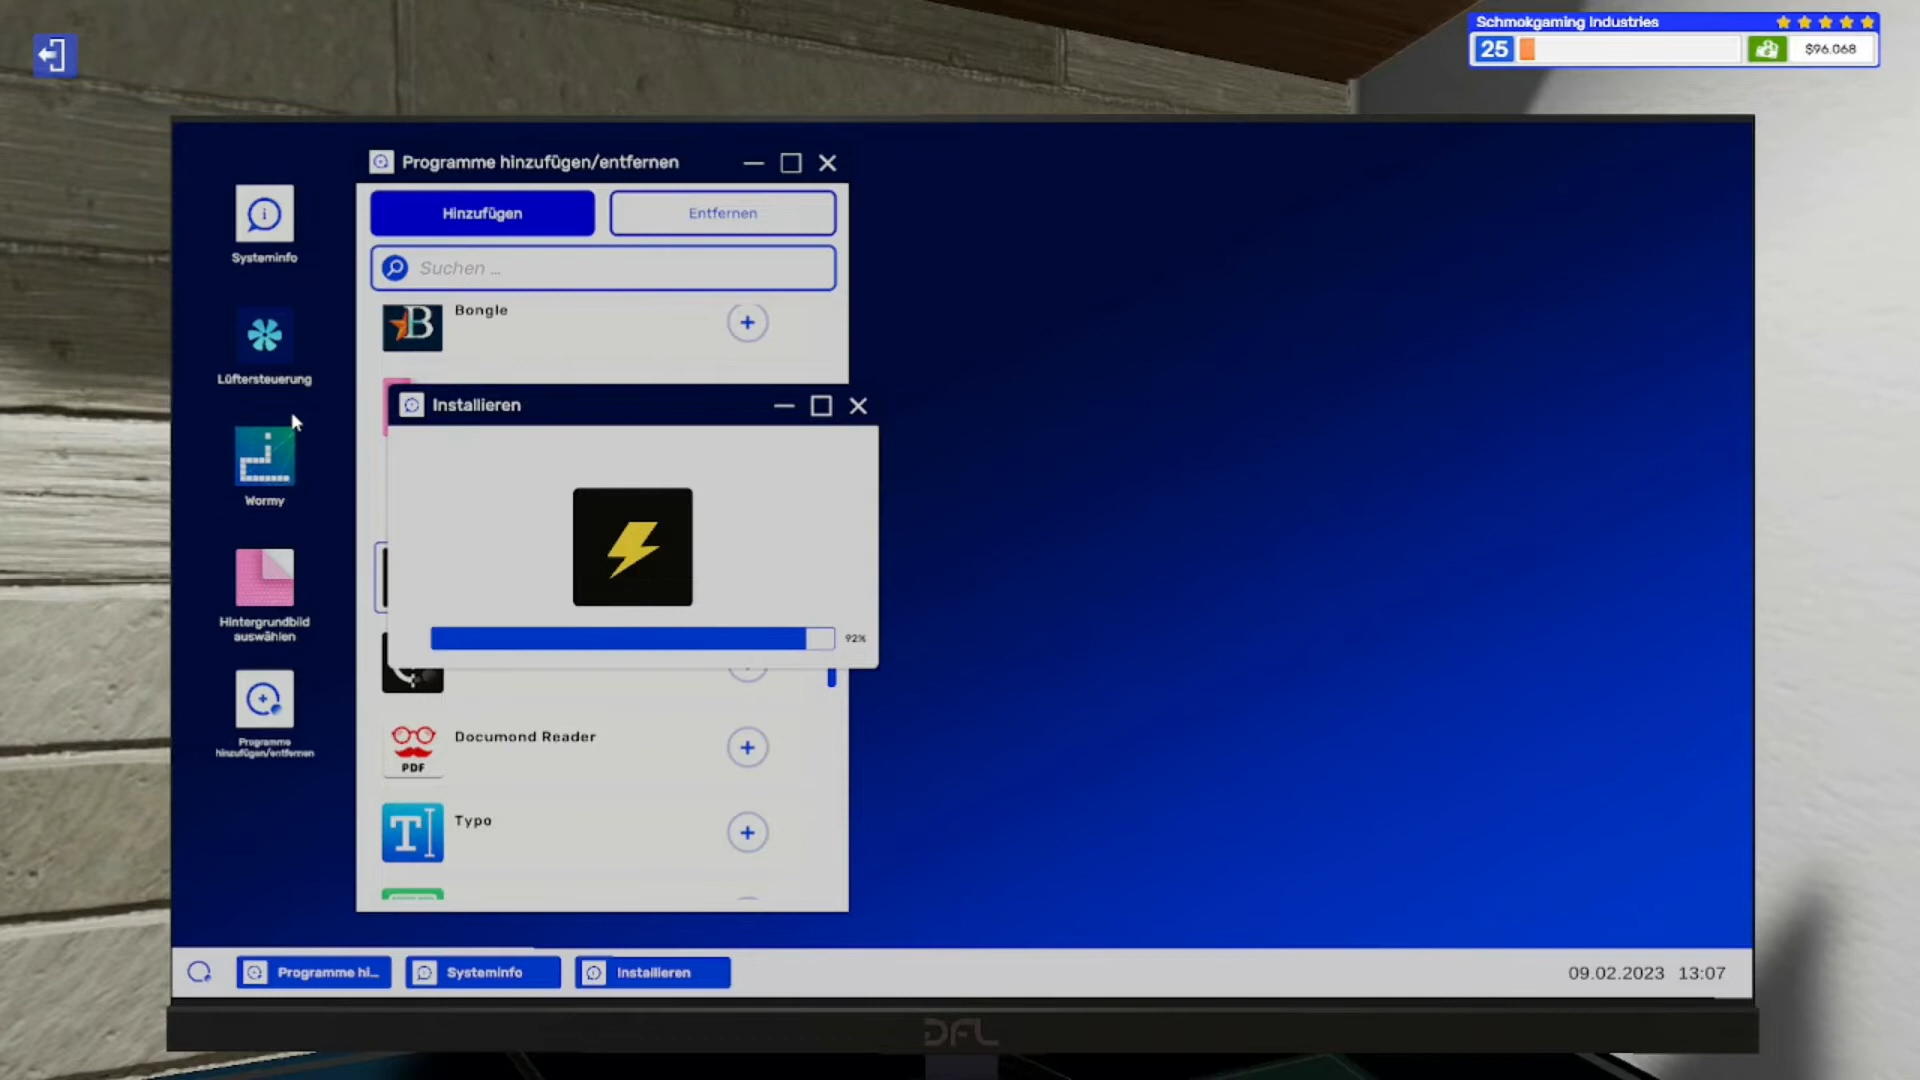 Schmokgaming Industries
25
$96.068
Programme hinzufügen/entfernen
Hinzufügen
Entfernen
Suchen ...
Systeminfo
Bongle
Lüftersteuerung
Installieren
Wormy
Hintergrundbild
auswählen
92%
Programme
hinzufügen/entfernen
Documond Reader
PDF
Typo
Programme hi...
Systeminfo
Installieren
09.02.2023 13:07
DFL